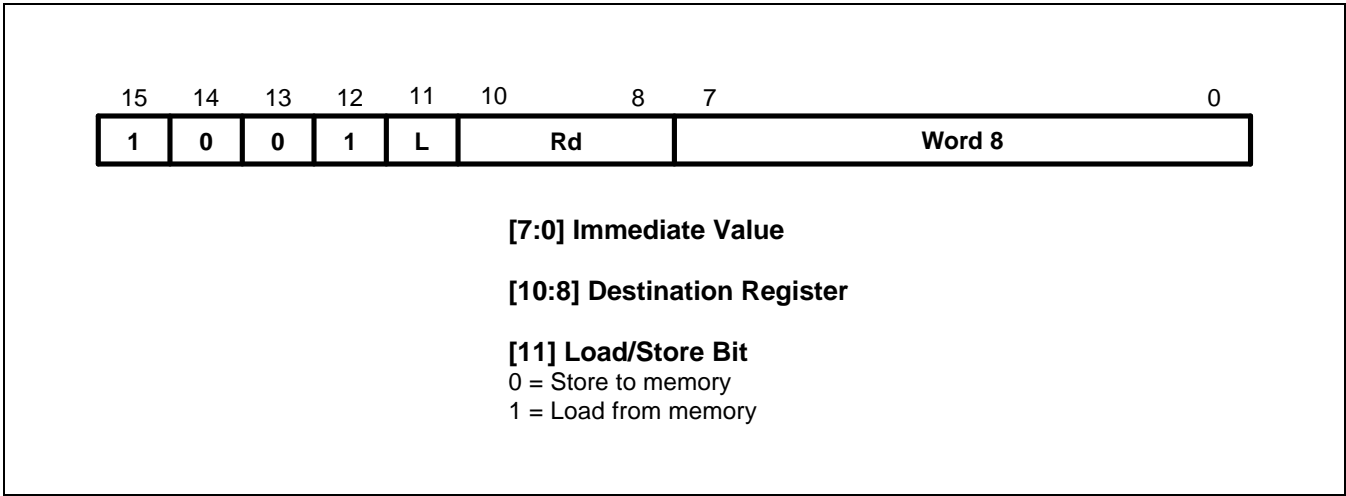 15 14 13 12 11 10 8 7 0
1 0 0 1 L Rd Word 8
[7:0] Immediate Value
[10:8] Destination Register
[11] Load/Store Bit
0 = Store to memory
1 = Load from memory